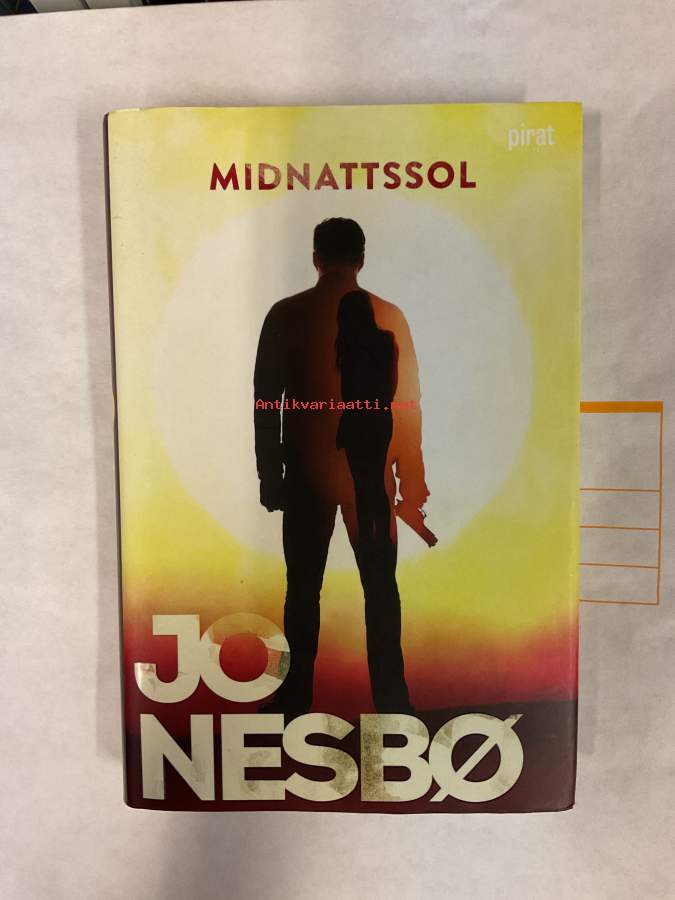 pirat
MIDNATTSSOL
Antikvariaatti.net
JO
NESBØ